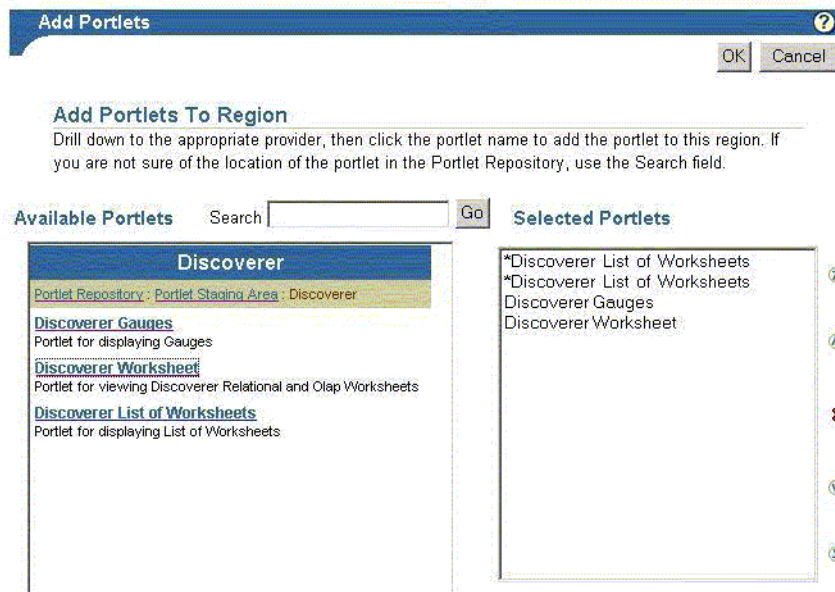 Add Portlets
?
OK Cancel
Add Portlets To Region
Drill down to the appropriate provider, then click the portlet name to add the portlet to this region. If
you are not sure of the location of the portlet in the Portlet Repository, use the Search field.
Available Portlets Search Go
Discoverer
Portlet Repository : Portlet Staging Area : Discoverer
Discoverer Gauges
Portlet for displaying Gauges
Discoverer Worksheet
Portlet for viewing Discoverer Relational and Olap Worksheets
Discoverer List of Worksheets
Portlet for displaying List of Worksheets
Selected Portlets
*Discoverer List of Worksheets
*Discoverer List of Worksheets
Discoverer Gauges
Discoverer Worksheet